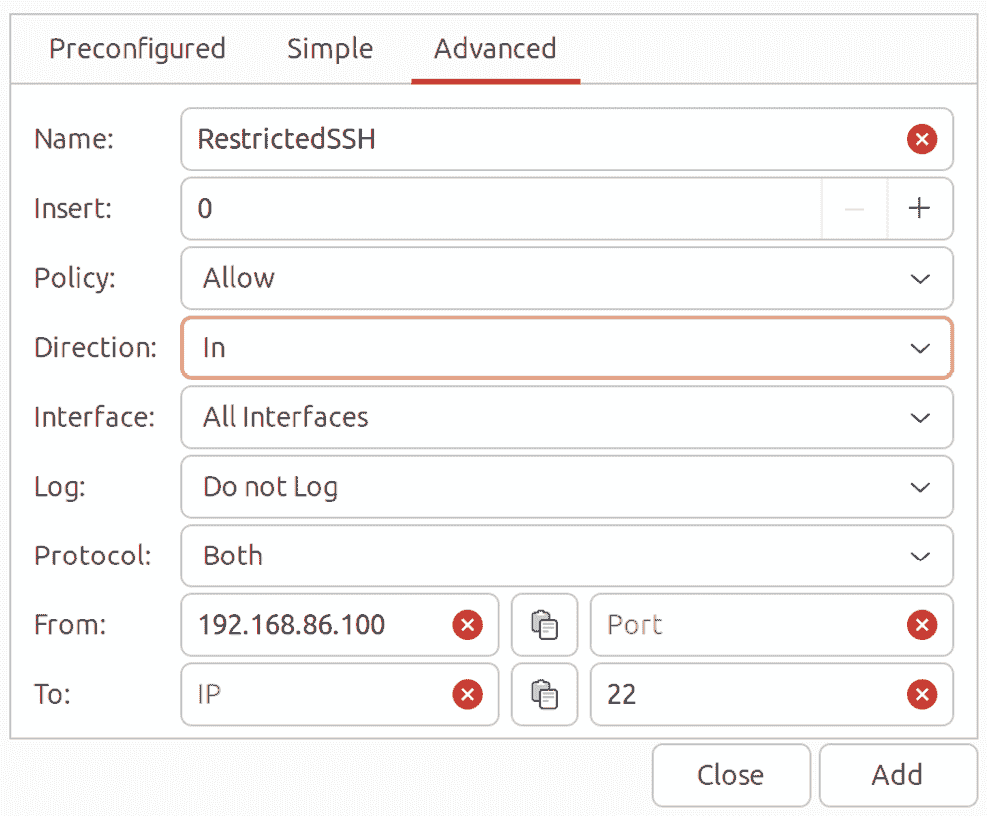 Preconfigured Simple Advanced
Name: RestrictedSSH
Insert: 0
Policy: Allow
Direction: In
Interface: All Interfaces
Log: Do not Log
Protocol: Both
From: 192.168.86.100 Port
To: IP 22
Close Add